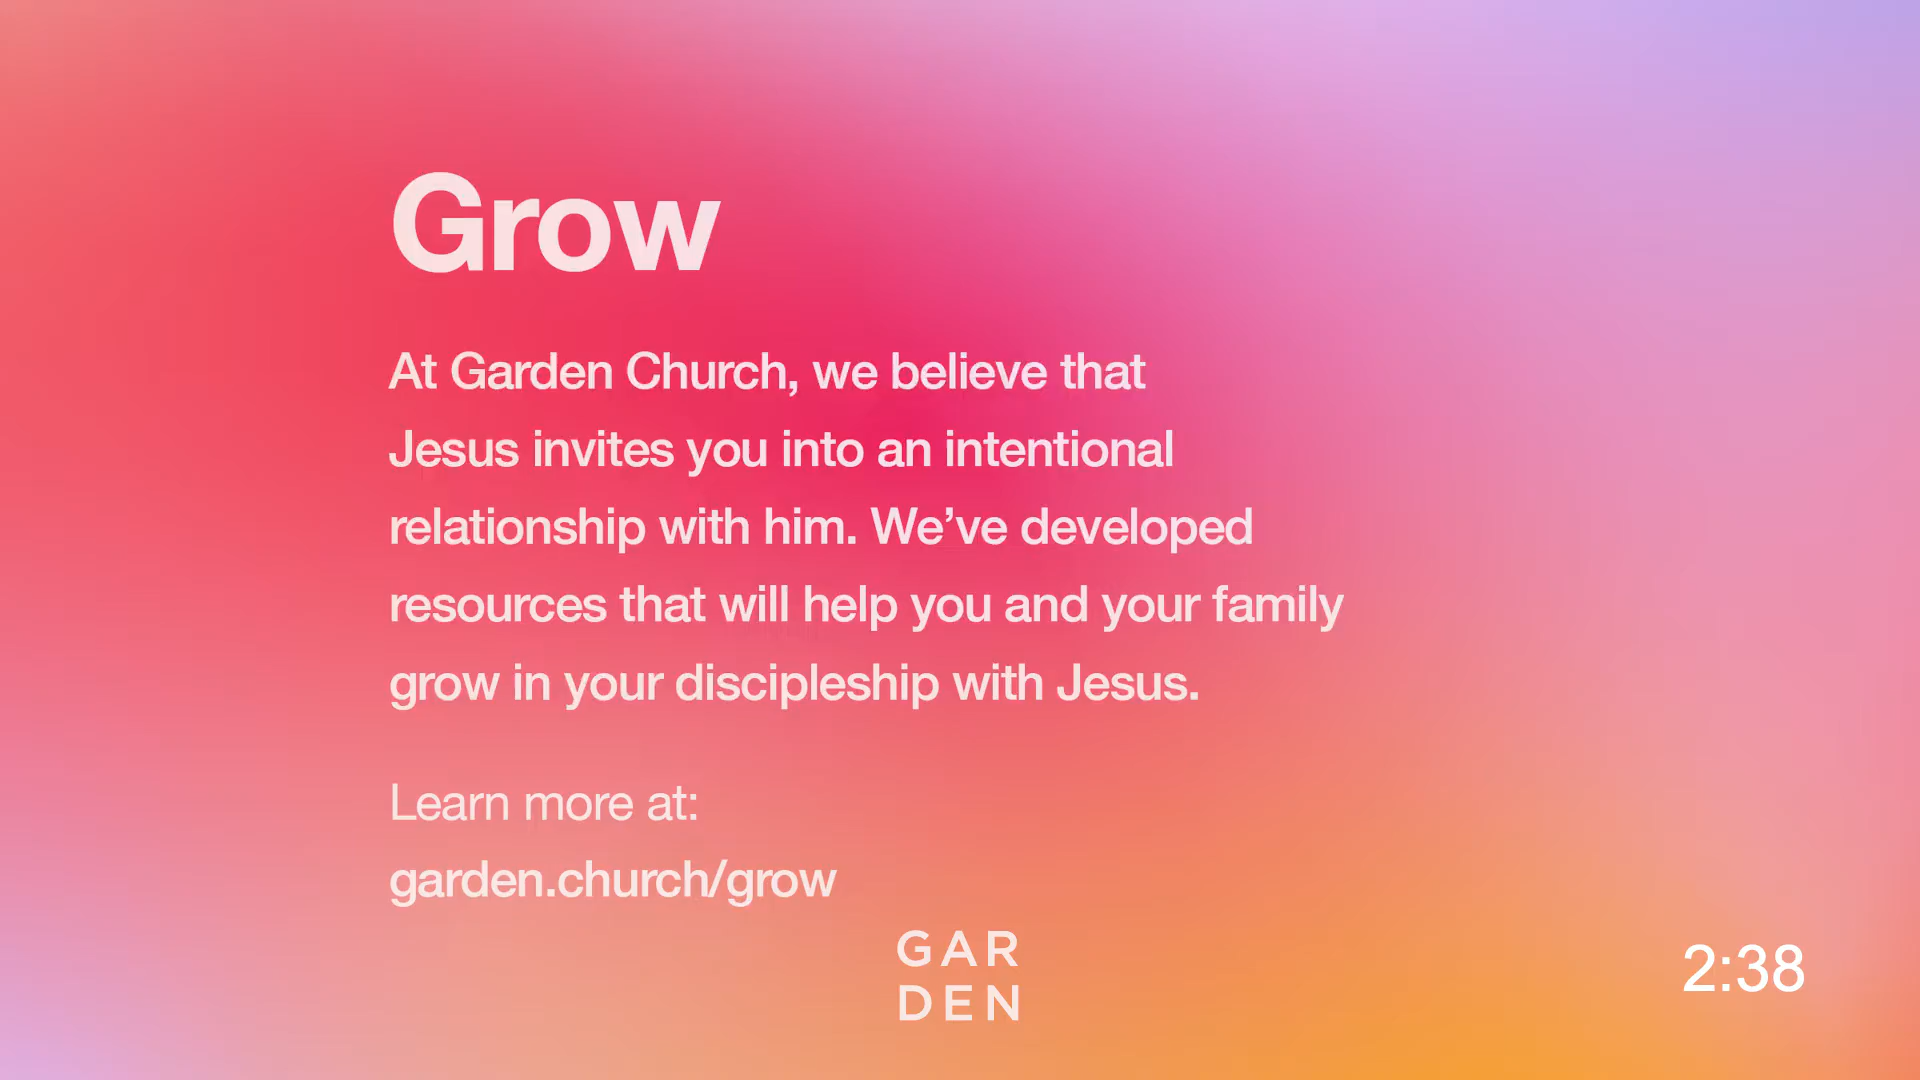 Grow
At Garden Church, we believe that
Jesus invites you into an intentional
relationship with him. We’ve developed
resources that will help you and your family
grow in your discipleship with Jesus.
Learn more at:
garden.church/grow
GAR
DEN
2:38